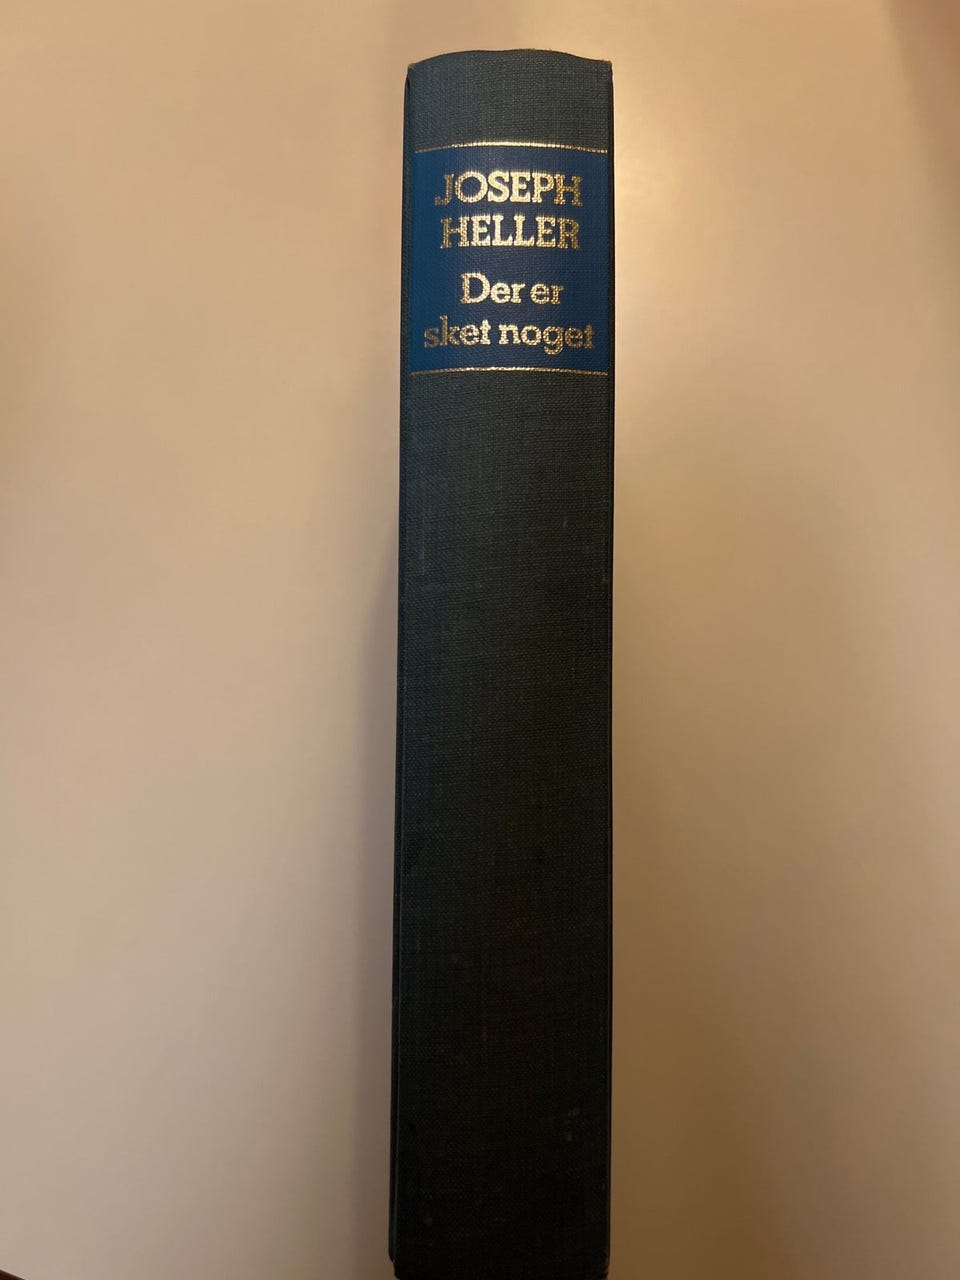 JOSEPH
HELLER
Der er
sket noget